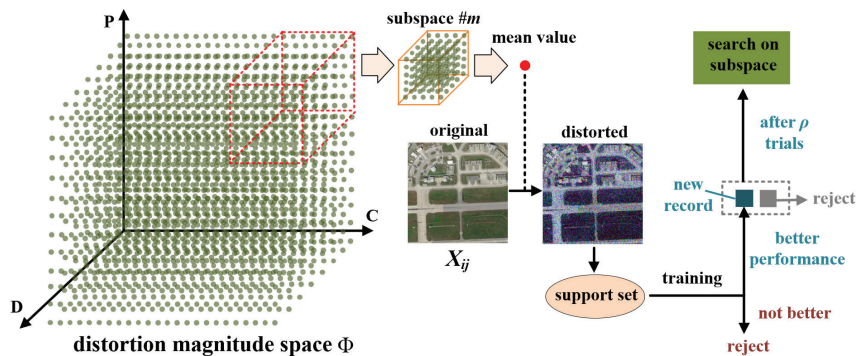 P
C
D
distortion magnitude space Φ
subspace #m
mean value
original
distorted
X_ij
support set
training
search on
subspace
after ρ
trials
new
record
reject
better
performance
not better
reject